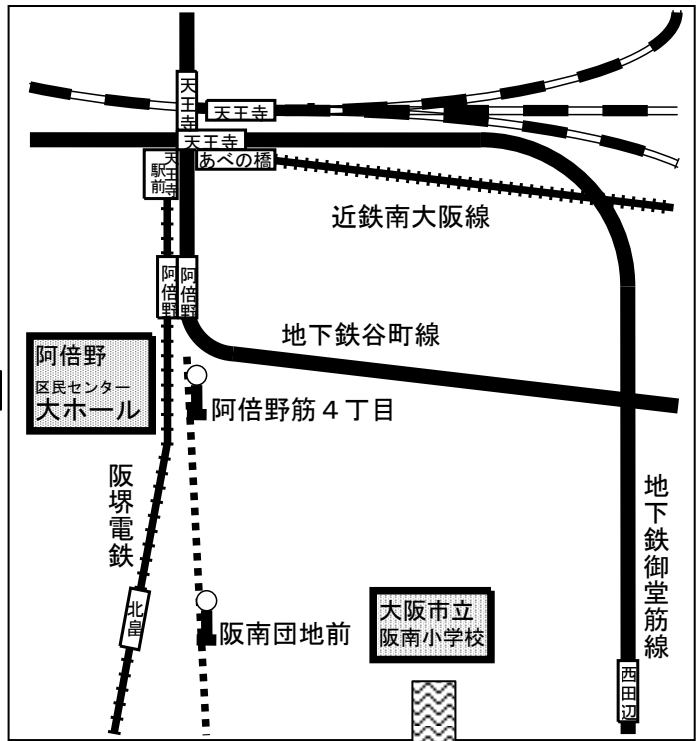 天王寺
天王寺
天王寺
天王寺
駅前
あべの橋
近鉄南大阪線
阿倍野
阿倍野
地下鉄谷町線
阿倍野
区民センター
大ホール
阿倍野筋４丁目
阪堺電鉄
地下鉄御堂筋線
北畠
阪南団地前
大阪市立
阪南小学校
西田辺